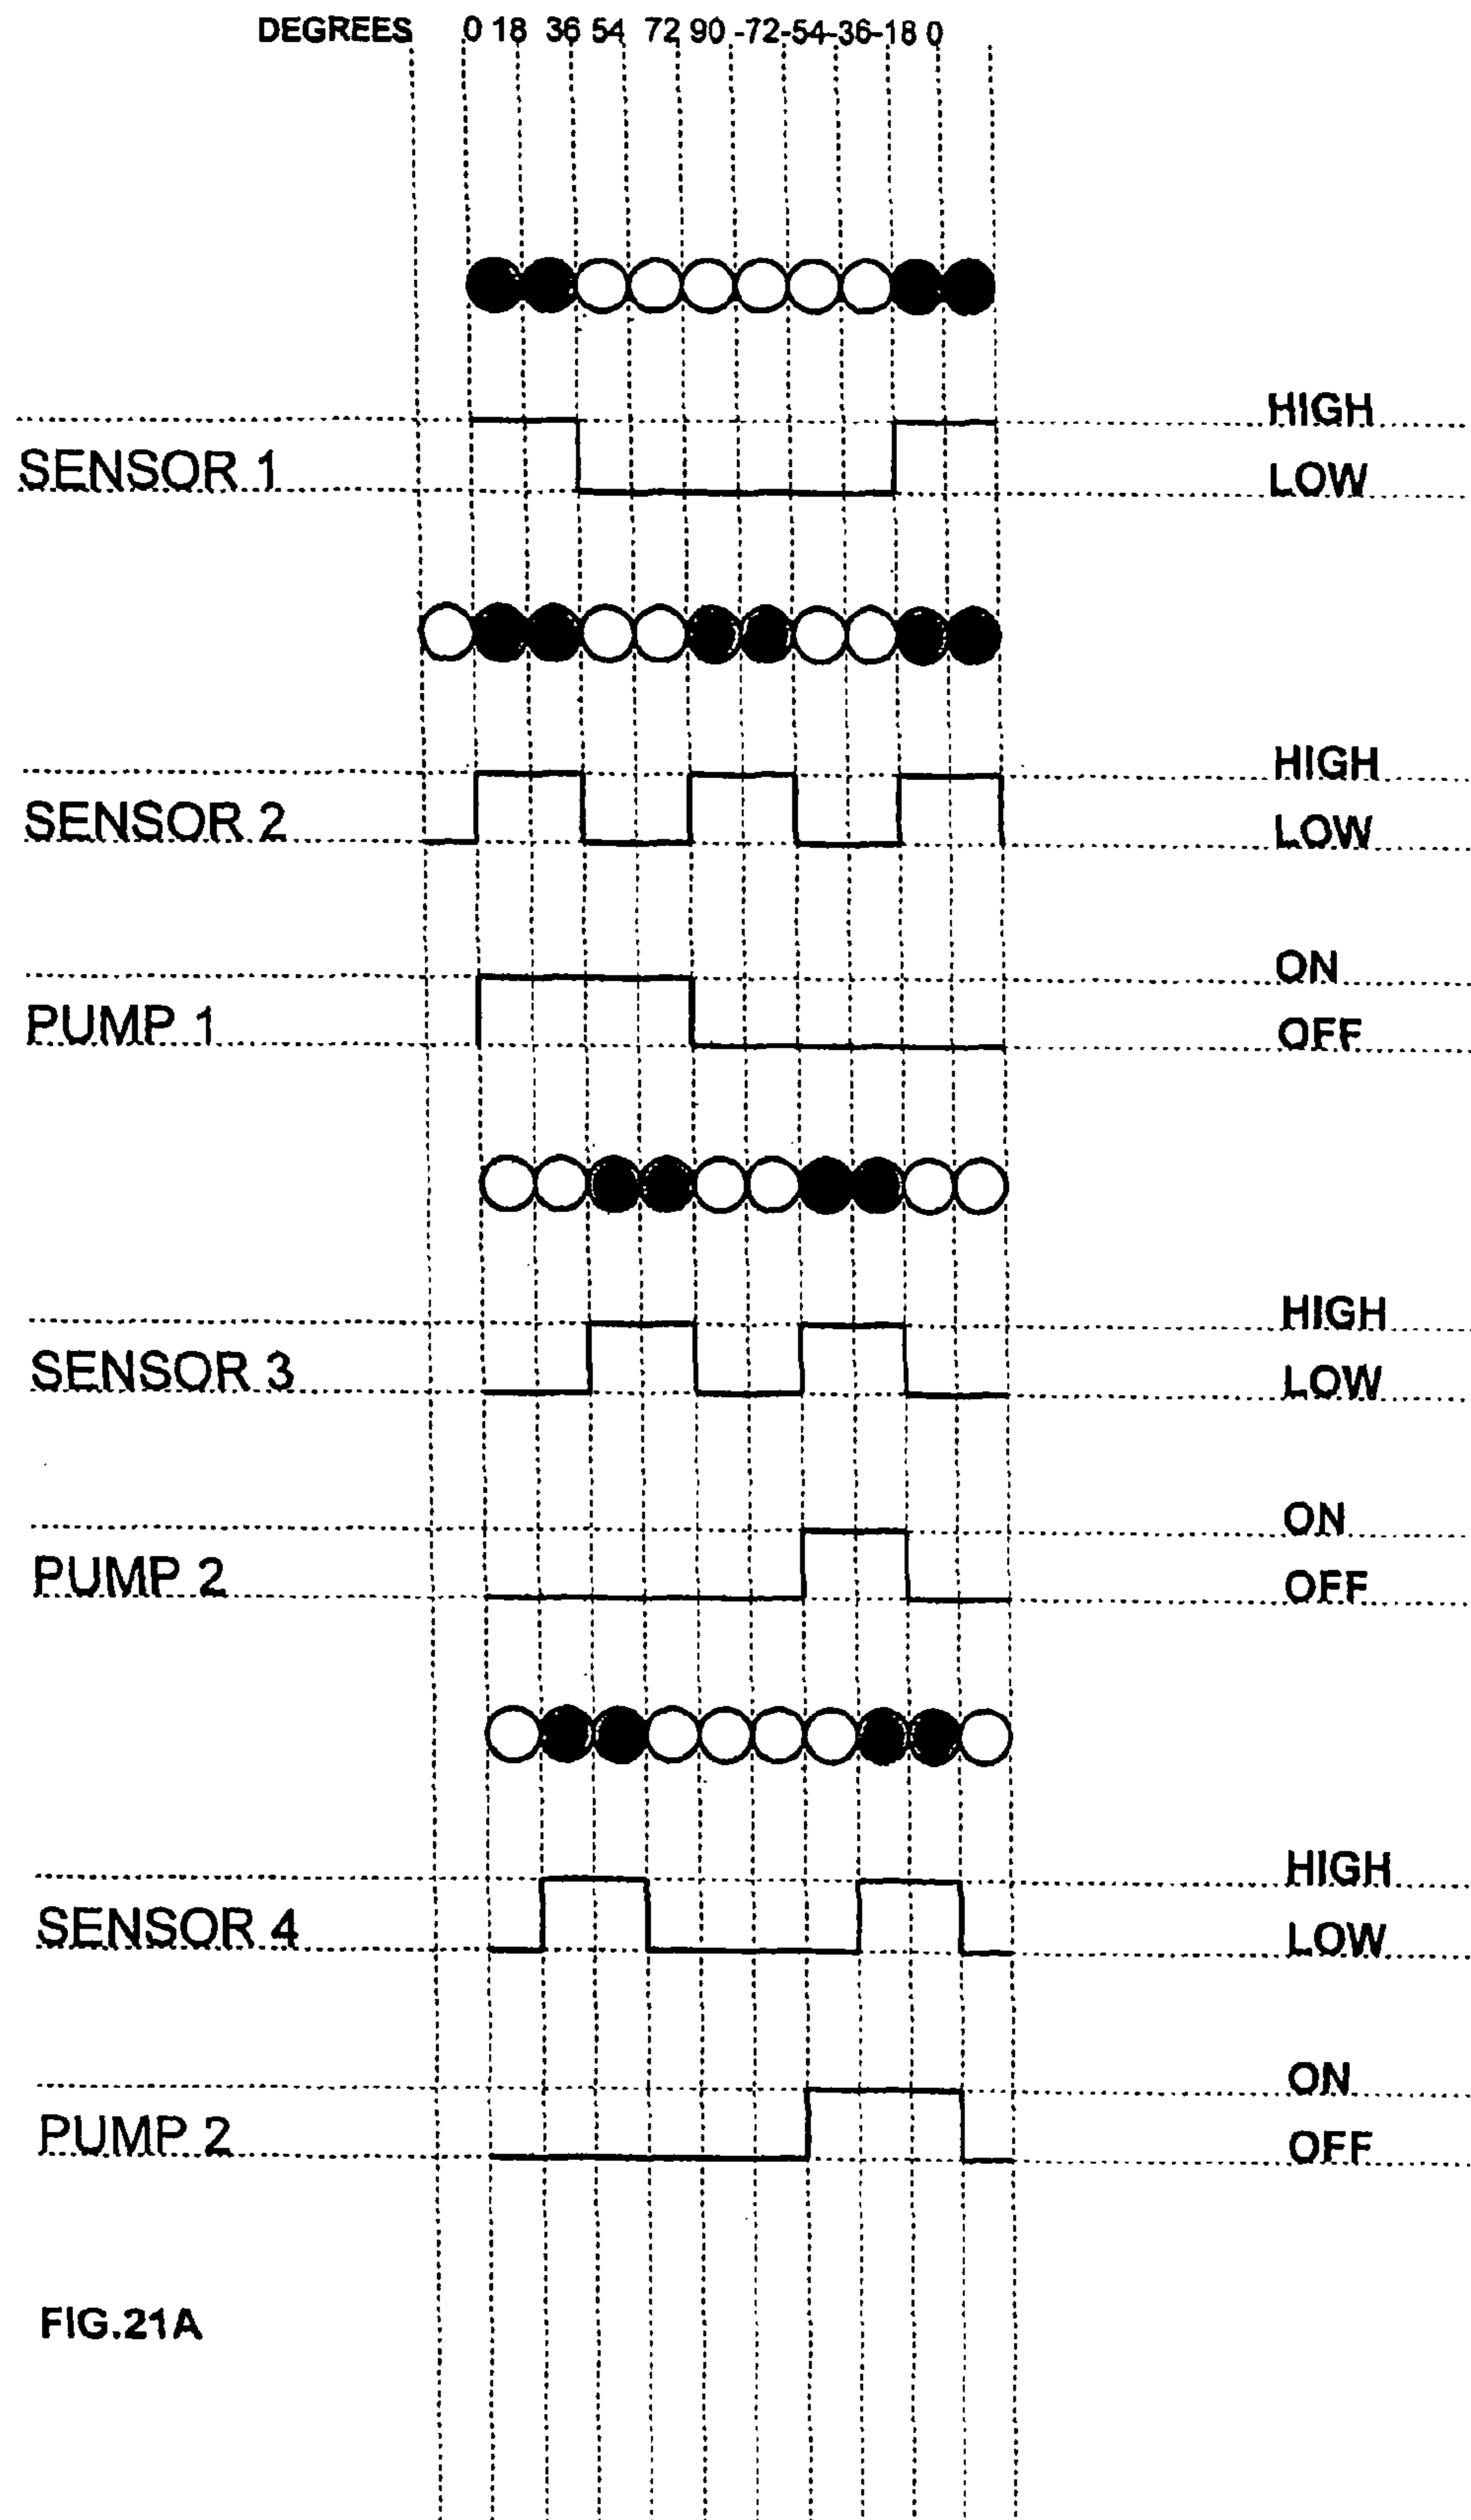 DEGREES 0 18 36 54 72 90 -72-54-36-18 0
HIGH
SENSOR 1 LOW
HIGH
SENSOR 2 LOW
ON
PUMP 1 OFF
HIGH
SENSOR 3 LOW
ON
PUMP 2 OFF
HIGH
SENSOR 4 LOW
ON
PUMP 2 OFF
FIG.21A